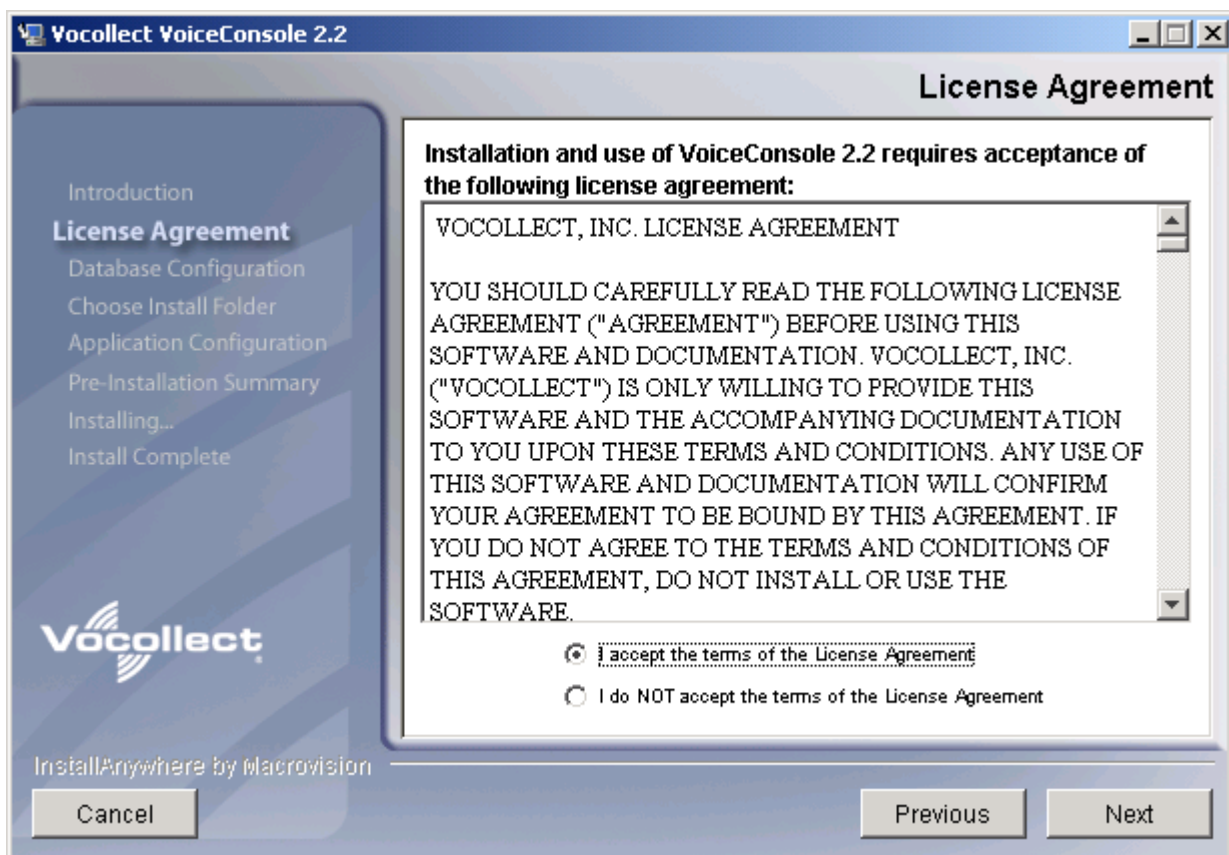 Vocollect VoiceConsole 2.2
License Agreement
Introduction
License Agreement
Database Configuration
Choose Install Folder
Application Configuration
Pre-Installation Summary
Installing...
Install Complete
Vocollect
Installation and use of VoiceConsole 2.2 requires acceptance of
the following license agreement:
VOCOLLECT, INC. LICENSE AGREEMENT
YOU SHOULD CAREFULLY READ THE FOLLOWING LICENSE
AGREEMENT ("AGREEMENT") BEFORE USING THIS
SOFTWARE AND DOCUMENTATION. VOCOLLECT, INC.
("VOCOLLECT") IS ONLY WILLING TO PROVIDE THIS
SOFTWARE AND THE ACCOMPANYING DOCUMENTATION
TO YOU UPON THESE TERMS AND CONDITIONS. ANY USE OF
THIS SOFTWARE AND DOCUMENTATION WILL CONFIRM
YOUR AGREEMENT TO BE BOUND BY THIS AGREEMENT. IF
YOU DO NOT AGREE TO THE TERMS AND CONDITIONS OF
THIS AGREEMENT, DO NOT INSTALL OR USE THE
SOFTWARE.
I accept the terms of the License Agreement
I do NOT accept the terms of the License Agreement
InstallAnywhere by Macrovision
Cancel
Previous
Next